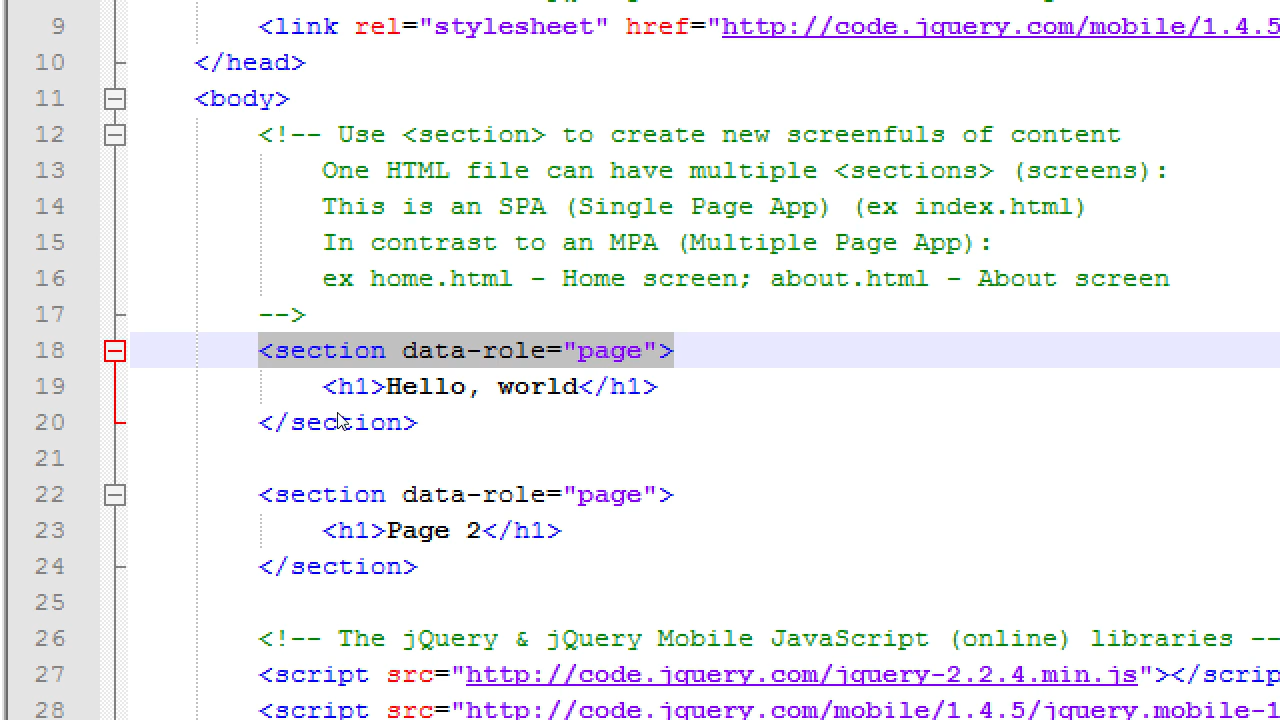 9 <link rel="stylesheet" href="http://code.jquery.com/mobile/1.4.5
10 </head>
11 <body>
12 <!-- Use <section> to create new screenfuls of content
13 One HTML file can have multiple <sections> (screens):
14 This is an SPA (Single Page App) (ex index.html)
15 In contrast to an MPA (Multiple Page App):
16 ex home.html - Home screen; about.html - About screen
17 -->
18 <section data-role="page">
19 <h1>Hello, world</h1>
20 </section>
21
22 <section data-role="page">
23 <h1>Page 2</h1>
24 </section>
25
26 <!-- The jQuery & jQuery Mobile JavaScript (online) libraries --
27 <script src="http://code.jquery.com/jquery-2.2.4.min.js"></scrip
28 <script src="http://code.jquery.com/mobile/1.4.5/jquery.mobile-1